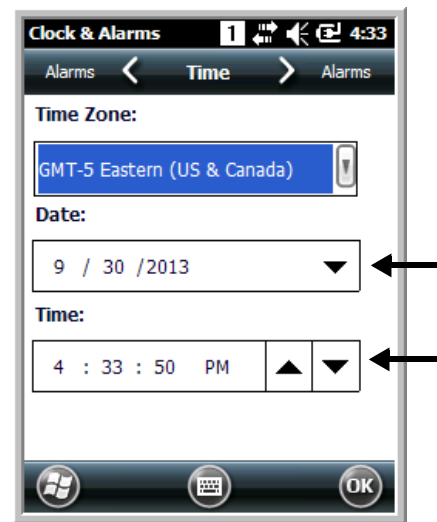 Clock & Alarms 1 4:33
Alarms Time Alarms
Time Zone:
GMT-5 Eastern (US & Canada)
Date:
9 / 30 /2013
Time:
4 : 33 : 50 PM
OK